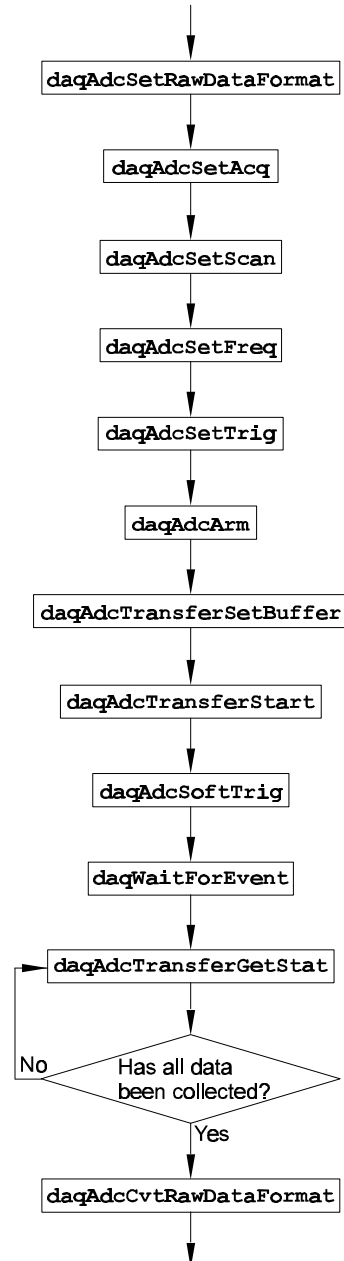 daqAdcSetRawDataFormat
daqAdcSetAcq
daqAdcSetScan
daqAdcSetFreq
daqAdcSetTrig
daqAdcArm
daqAdcTransferSetBuffer
daqAdcTransferStart
daqAdcSoftTrig
daqWaitForEvent
daqAdcTransferGetStat
No
Has all data
been collected?
Yes
daqAdcCvtRawDataFormat